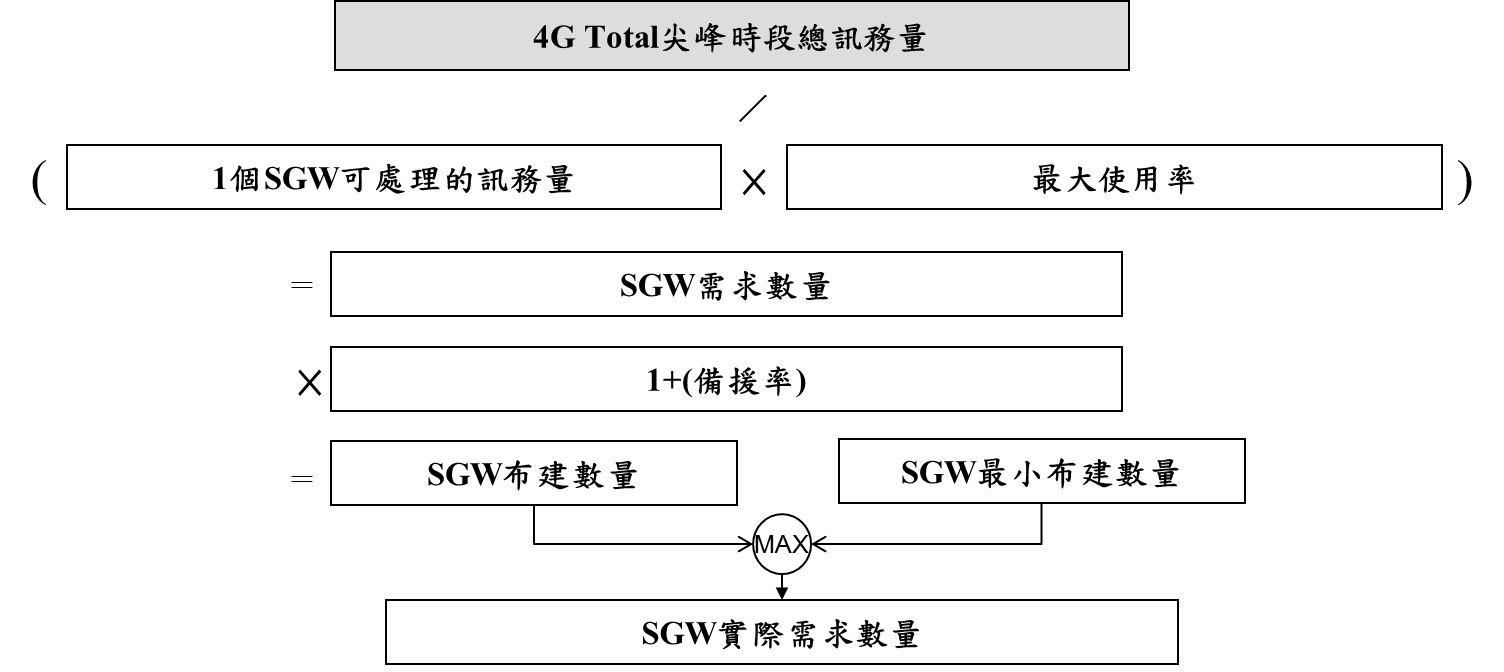 4G Total尖峰時段總訊務量
／
( 1個SGW可處理的訊務量 × 最大使用率 )
＝ SGW需求數量
× 1+(備援率)
＝ SGW布建數量 SGW最小布建數量
MAX
SGW實際需求數量